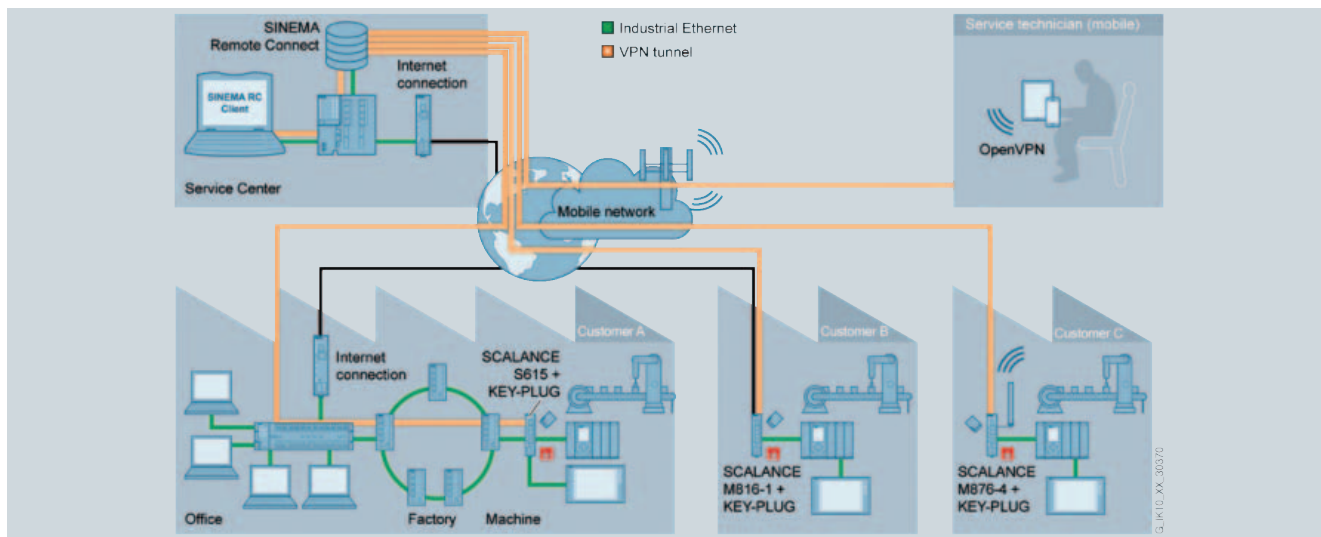 SINEMA
Remote Connect
Internet
connection
SINEMA RC
Client
Service Center
Industrial Ethernet
VPN tunnel
Service technician (mobile)
OpenVPN
Mobile network
Customer A
Internet
connection
SCALANCE
S615 +
KEY-PLUG
Office
Factory
Machine
Customer B
SCALANCE
M816-1 +
KEY-PLUG
Customer C
SCALANCE
M876-4 +
KEY-PLUG
G_IK10_XX_30370